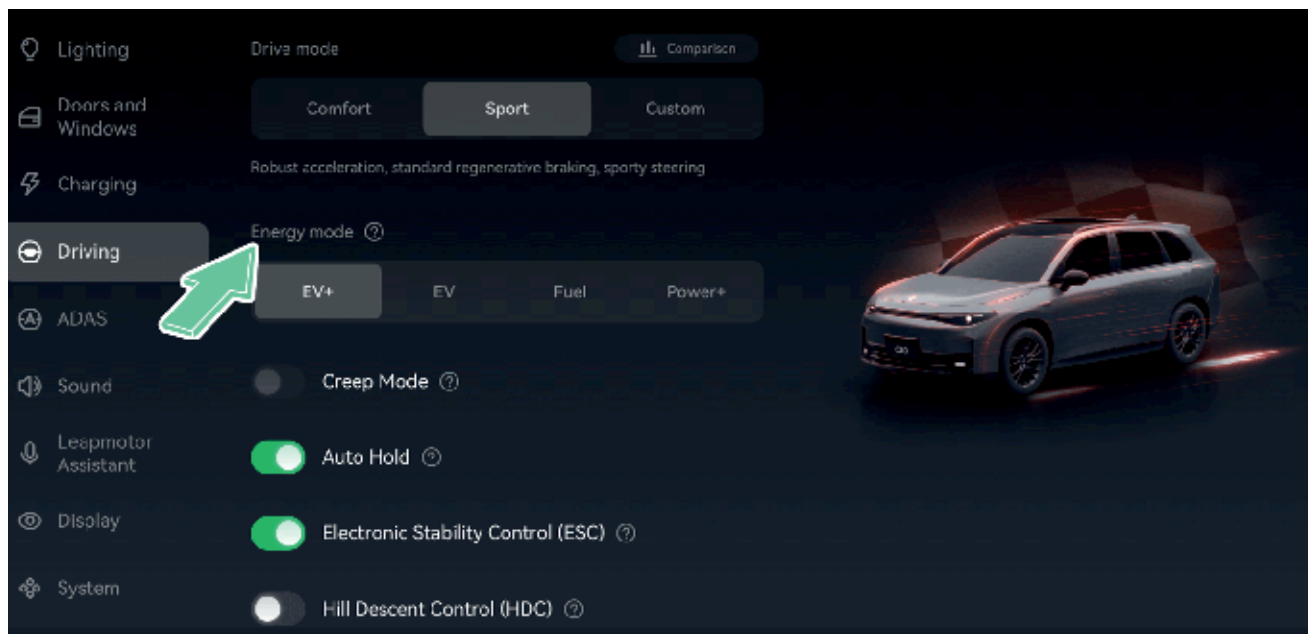 Lighting
Doors and
Windows
Charging
Driving
ADAS
Sound
Leapmotor
Assistant
Display
System
Drive mode
Comparison
Comfort
Sport
Custom
Robust acceleration, standard regenerative braking, sporty steering
Energy mode
EV+
EV
Fuel
Power+
Creep Mode
Auto Hold
Electronic Stability Control (ESC)
Hill Descent Control (HDC)